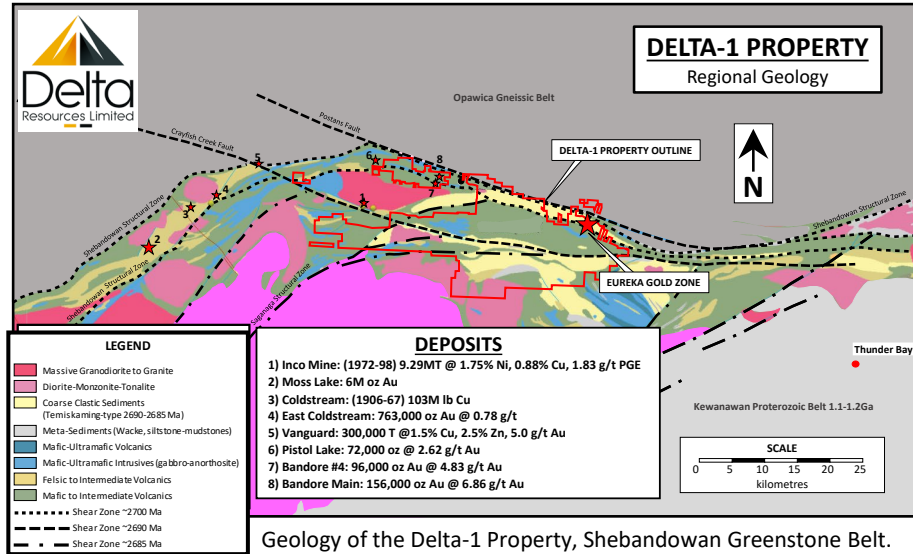 Delta
Resources Limited
DELTA-1 PROPERTY
Regional Geology
Opawica Gneissic Belt
Postans Fault
Crayfish Creek Fault
DELTA-1 PROPERTY OUTLINE
N
Shebandowan Structural Zone
Shebandowan Structural Zone
Shebandowan Structural Zone
Saganaga Structural Zone
1
2
3
4
5
6
7
8
EUREKA GOLD ZONE
Thunder Bay
Kewanawan Proterozoic Belt 1.1-1.2Ga
LEGEND
Massive Granodiorite to Granite
Diorite-Monzonite-Tonalite
Coarse Clastic Sediments
(Temiskaming-type 2690-2685 Ma)
Meta-Sediments (Wacke, siltstone-mudstones)
Mafic-Ultramafic Volcanics
Mafic-Ultramafic Intrusives (gabbro-anorthosite)
Felsic to Intermediate Volcanics
Mafic to Intermediate Volcanics
Shear Zone ~2700 Ma
Shear Zone ~2690 Ma
Shear Zone ~2685 Ma
DEPOSITS
1) Inco Mine: (1972-98) 9.29MT @ 1.75% Ni, 0.88% Cu, 1.83 g/t PGE
2) Moss Lake: 6M oz Au
3) Coldstream: (1906-67) 103M lb Cu
4) East Coldstream: 763,000 oz Au @ 0.78 g/t
5) Vanguard: 300,000 T @1.5% Cu, 2.5% Zn, 5.0 g/t Au
6) Pistol Lake: 72,000 oz @ 2.62 g/t Au
7) Bandore #4: 96,000 oz Au @ 4.83 g/t Au
8) Bandore Main: 156,000 oz Au @ 6.86 g/t Au
SCALE
0 5 10 15 20 25
kilometres
Geology of the Delta-1 Property, Shebandowan Greenstone Belt.